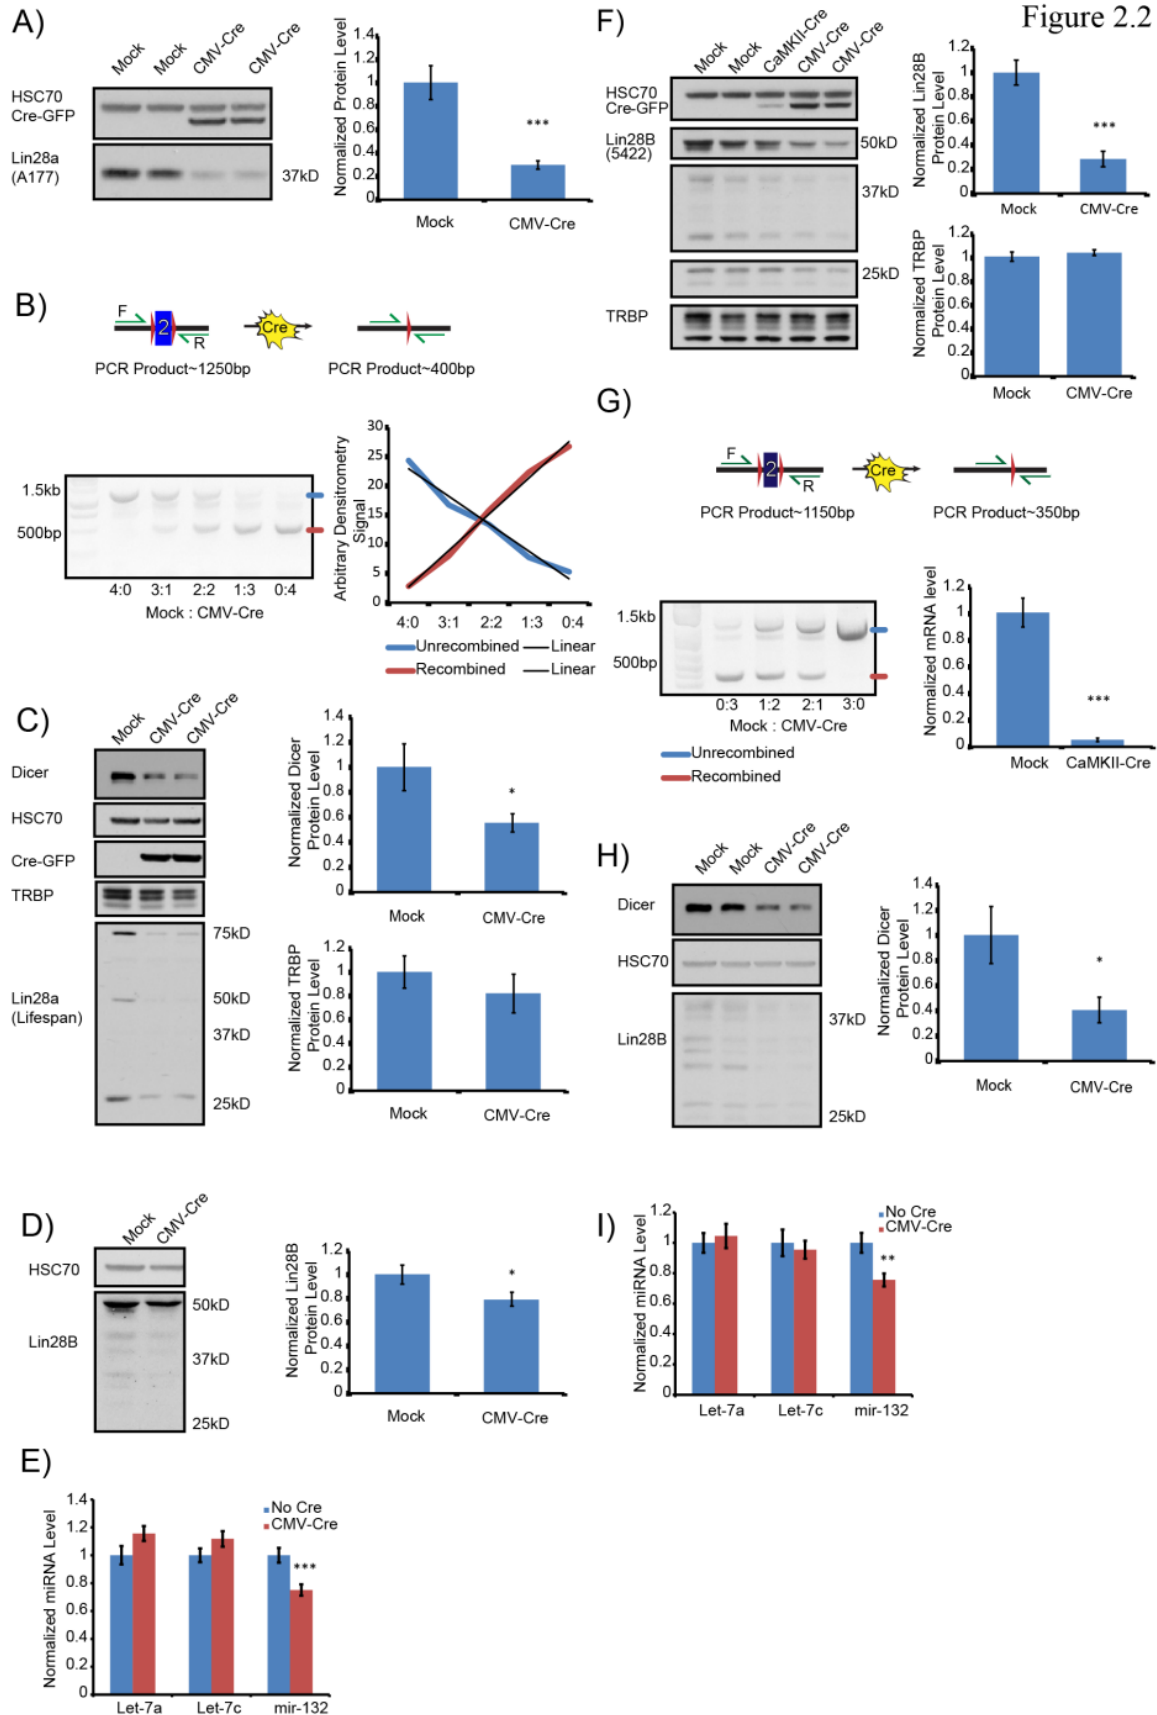 Figure 2.2
A)
Mock
Mock
CMV-Cre
CMV-Cre
HSC70
Cre-GFP
Lin28a
(A177)
37kD
Normalized Protein Level
1.4
1.2
1
0.8
0.6
0.4
0.2
0
***
Mock
CMV-Cre
B)
F
2
R
Cre
PCR Product~1250bp
PCR Product~400bp
1.5kb
500bp
4:0
3:1
2:2
1:3
0:4
Mock : CMV-Cre
Arbitrary Densitrometry
Signal
30
25
20
15
10
5
0
4:0
3:1
2:2
1:3
0:4
Unrecombined
Linear
Recombined
Linear
C)
Mock
CMV-Cre
CMV-Cre
Dicer
HSC70
Cre-GFP
TRBP
Lin28a
(Lifespan)
75kD
50kD
37kD
25kD
Normalized Dicer
Protein Level
1.4
1.2
1
0.8
0.6
0.4
0.2
0
*
Mock
CMV-Cre
Normalized TRBP
Protein Level
1.2
1
0.8
0.6
0.4
0.2
0
Mock
CMV-Cre
D)
Mock
CMV-Cre
HSC70
Lin28B
50kD
37kD
25kD
Normalized Lin28B
Protein Level
1.2
1
0.8
0.6
0.4
0.2
0
*
Mock
CMV-Cre
E)
Normalized miRNA Level
1.4
1.2
1
0.8
0.6
0.4
0.2
0
No Cre
CMV-Cre
***
Let-7a
Let-7c
mir-132
F)
Mock
Mock
CaMKII-Cre
CMV-Cre
CMV-Cre
HSC70
Cre-GFP
Lin28B
(5422)
50kD
37kD
25kD
TRBP
Normalized Lin28B
Protein Level
1.2
1
0.8
0.6
0.4
0.2
0
***
Mock
CMV-Cre
Normalized TRBP
Protein Level
1.2
1
0.8
0.6
0.4
0.2
0
Mock
CMV-Cre
G)
F
2
R
Cre
PCR Product~1150bp
PCR Product~350bp
1.5kb
500bp
0:3
1:2
2:1
3:0
Mock : CMV-Cre
Unrecombined
Recombined
Normalized mRNA level
1.2
1
0.8
0.6
0.4
0.2
0
***
Mock
CaMKII-Cre
H)
Mock
Mock
CMV-Cre
CMV-Cre
Dicer
HSC70
Lin28B
37kD
25kD
Normalized Dicer
Protein Level
1.4
1.2
1
0.8
0.6
0.4
0.2
0
*
Mock
CMV-Cre
I)
Normalized miRNA Level
1.2
1
0.8
0.6
0.4
0.2
0
No Cre
CMV-Cre
**
Let-7a
Let-7c
mir-132